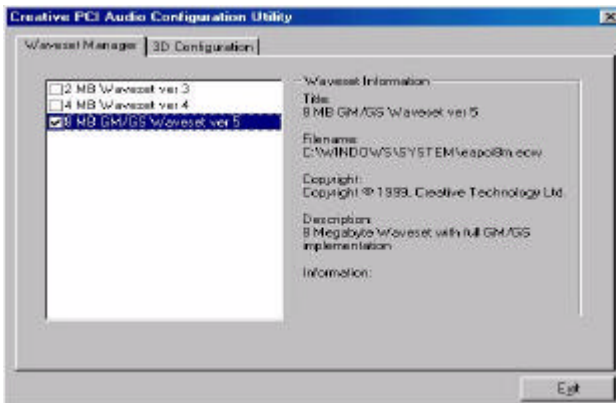 Creative PCI Audio Configuration Utility
Waveset Manager
3D Configuration
2 MB Waveset ver 3
4 MB Waveset ver 4
8 MB GM/GS Waveset ver 5
Waveset Information
Title:
8 MB GM/GS Waveset ver 5
Filename:
C:\WINDOWS\SYSTEM\eapci8m.ecw
Copyright:
Copyright © 1999, Creative Technology Ltd.
Description:
8 Megabyte Waveset with full GM/GS
implementation
Information:
Exit